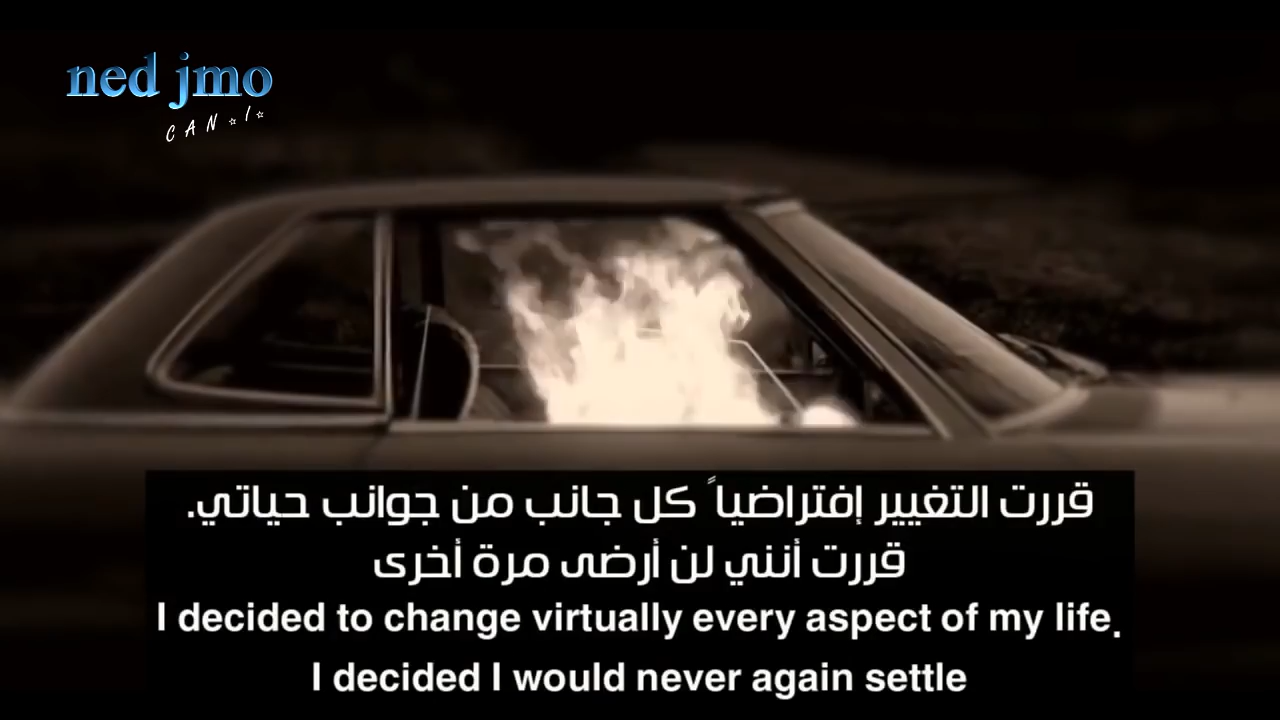 ned jmo
CAN☆I☆
قررت التغيير إفتراضياً كل جانب من جوانب حياتي.
قررت أنني لن أرضى مرة أخرى
I decided to change virtually every aspect of my life.
I decided I would never again settle